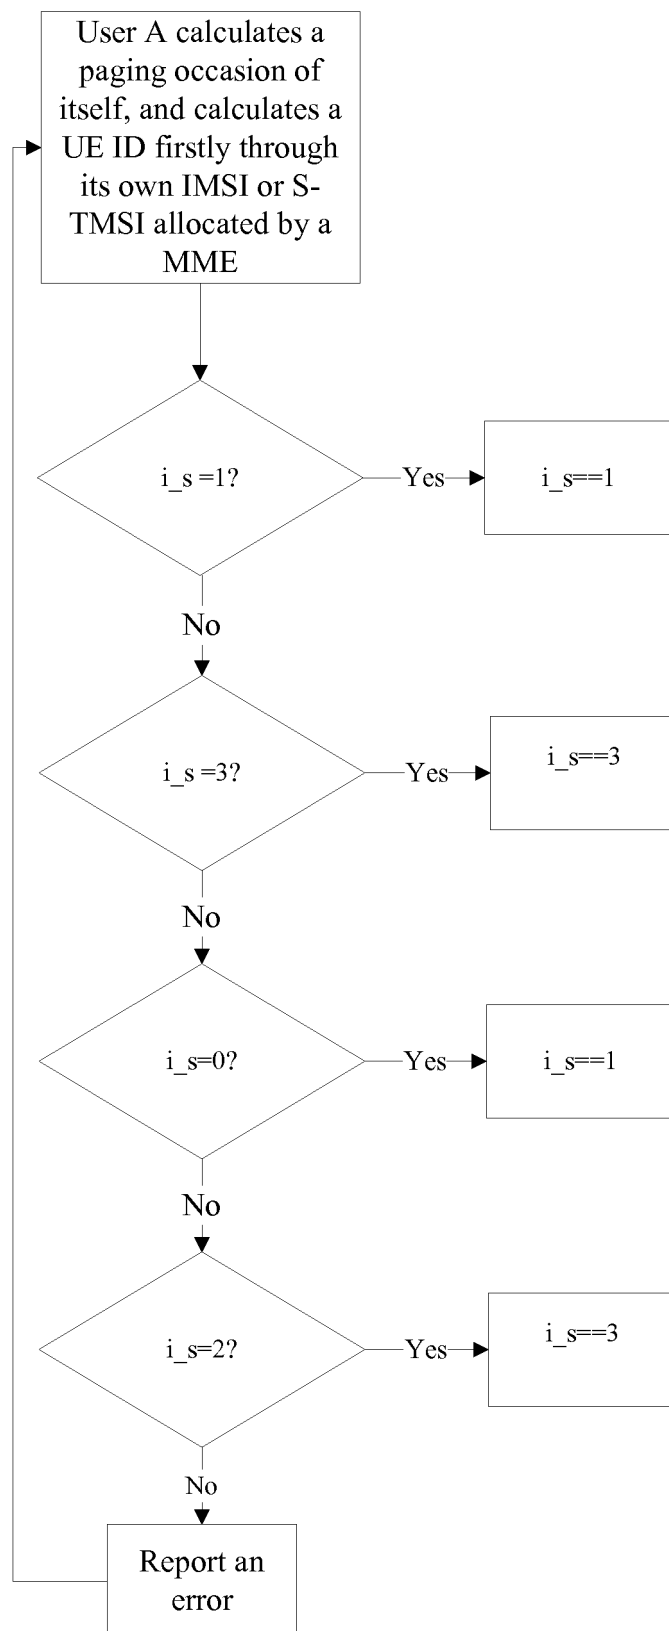 User A calculates a
paging occasion of
itself, and calculates a
UE ID firstly through
its own IMSI or S-
TMSI allocated by a
MME
i_s =1?
Yes
i_s==1
No
i_s =3?
Yes
i_s==3
No
i_s=0?
Yes
i_s==1
No
i_s=2?
Yes
i_s==3
No
Report an
error